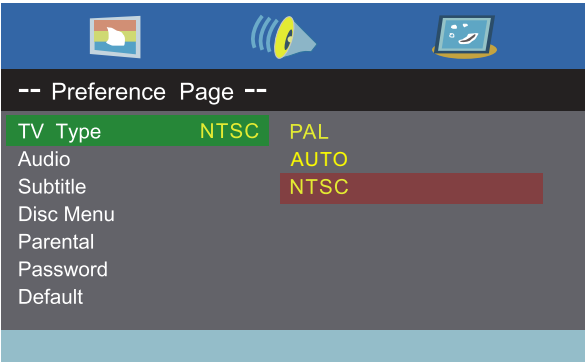 -- Preference Page --
TV Type NTSC PAL
Audio AUTO
Subtitle NTSC
Disc Menu
Parental
Password
Default